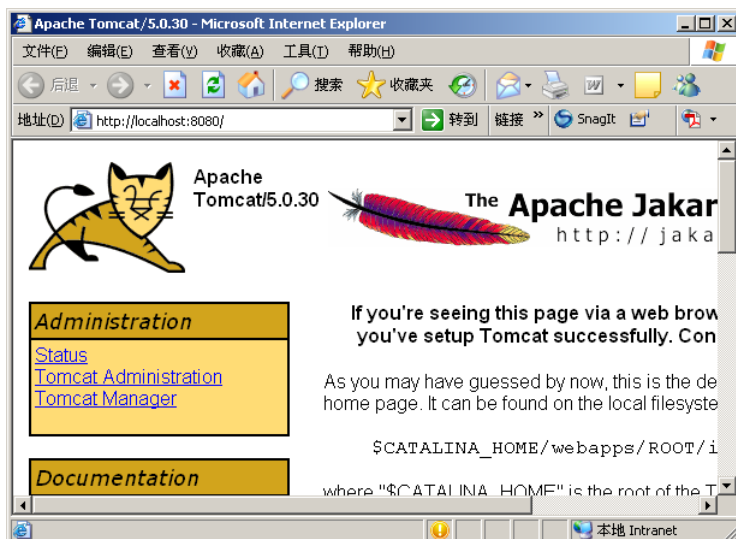 Apache Tomcat/5.0.30 - Microsoft Internet Explorer
文件(F) 编辑(E) 查看(V) 收藏(A) 工具(T) 帮助(H)
后退 搜索 收藏夹
地址(D) http://localhost:8080/ 转到 链接 » SnagIt
Apache
Tomcat/5.0.30
The Apache Jakar
http://jaka
Administration
Status
Tomcat Administration
Tomcat Manager
Documentation
If you're seeing this page via a web brow
you've setup Tomcat successfully. Con
As you may have guessed by now, this is the de
home page. It can be found on the local filesyste
$CATALINA_HOME/webapps/ROOT/i
where "$CATALINA_HOME" is the root of the T
本地 Intranet